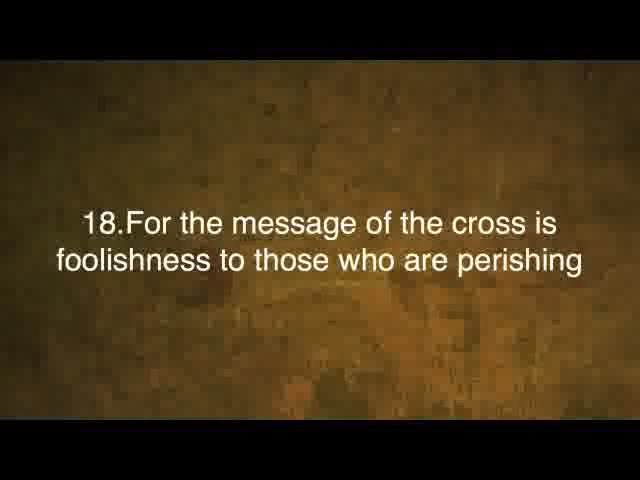 18.For the message of the cross is
foolishness to those who are perishing